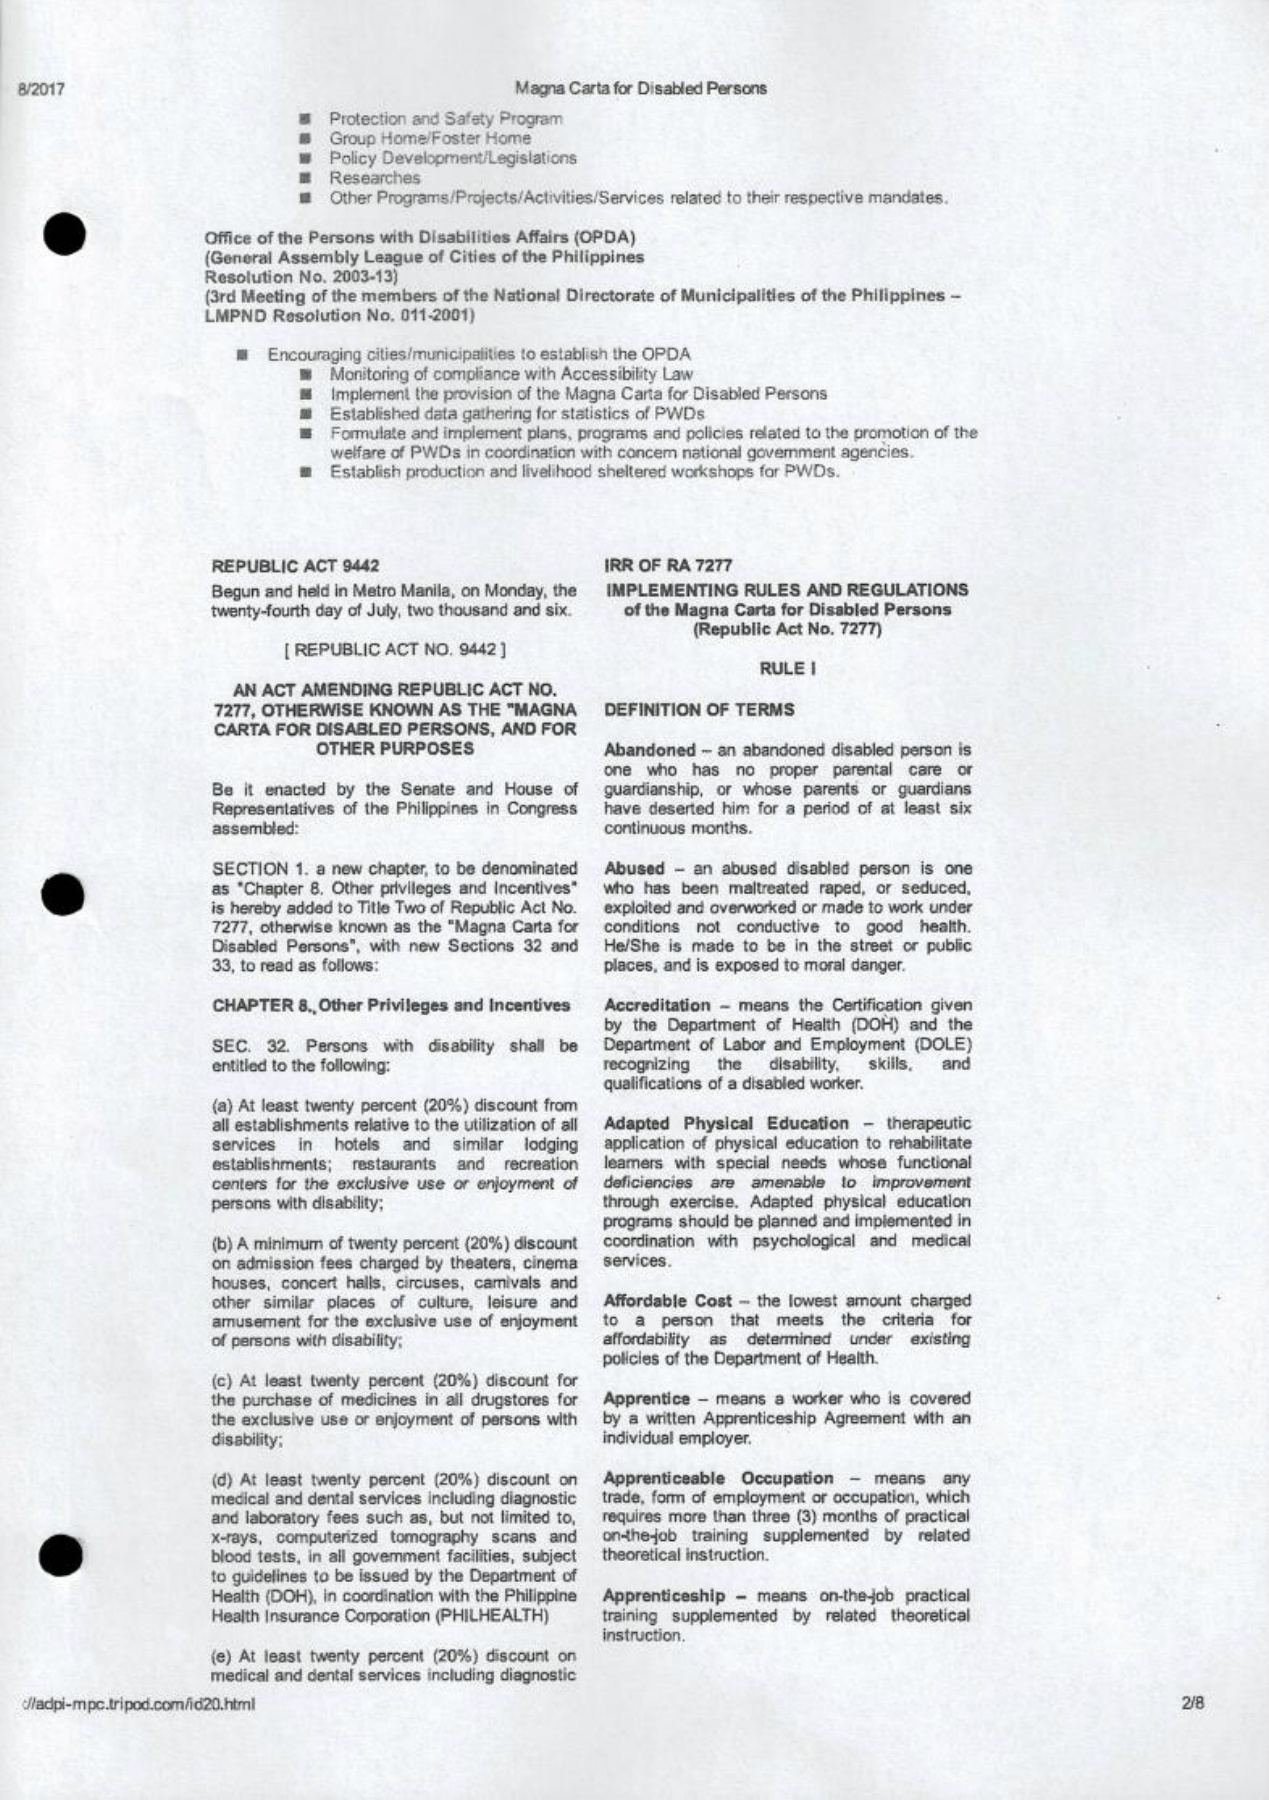 8/2017
Magna Carta for Disabled Persons
■ Protection and Safety Program
■ Group Home/Foster Home
■ Policy Development/Legislations
■ Researches
■ Other Programs/Projects/Activities/Services related to their respective mandates.
Office of the Persons with Disabilities Affairs (OPDA)
(General Assembly League of Cities of the Philippines
Resolution No. 2003-13)
(3rd Meeting of the members of the National Directorate of Municipalities of the Philippines –
LMPND Resolution No. 011-2001)
■ Encouraging cities/municipalities to establish the OPDA
■ Monitoring of compliance with Accessibility Law
■ Implement the provision of the Magna Carta for Disabled Persons
■ Established data gathering for statistics of PWDs
■ Formulate and implement plans, programs and policies related to the promotion of the
welfare of PWDs in coordination with concern national government agencies.
■ Establish production and livelihood sheltered workshops for PWDs.
REPUBLIC ACT 9442
Begun and held in Metro Manila, on Monday, the
twenty-fourth day of July, two thousand and six.
[ REPUBLIC ACT NO. 9442 ]
AN ACT AMENDING REPUBLIC ACT NO.
7277, OTHERWISE KNOWN AS THE "MAGNA
CARTA FOR DISABLED PERSONS, AND FOR
OTHER PURPOSES
Be it enacted by the Senate and House of
Representatives of the Philippines in Congress
assembled:
SECTION 1. a new chapter, to be denominated
as "Chapter 8. Other privileges and Incentives"
is hereby added to Title Two of Republic Act No.
7277, otherwise known as the "Magna Carta for
Disabled Persons", with new Sections 32 and
33, to read as follows:
CHAPTER 8., Other Privileges and Incentives
SEC. 32. Persons with disability shall be
entitled to the following:
(a) At least twenty percent (20%) discount from
all establishments relative to the utilization of all
services in hotels and similar lodging
establishments; restaurants and recreation
centers for the exclusive use or enjoyment of
persons with disability;
(b) A minimum of twenty percent (20%) discount
on admission fees charged by theaters, cinema
houses, concert halls, circuses, carnivals and
other similar places of culture, leisure and
amusement for the exclusive use of enjoyment
of persons with disability;
(c) At least twenty percent (20%) discount for
the purchase of medicines in all drugstores for
the exclusive use or enjoyment of persons with
disability;
(d) At least twenty percent (20%) discount on
medical and dental services including diagnostic
and laboratory fees such as, but not limited to,
x-rays, computerized tomography scans and
blood tests, in all government facilities, subject
to guidelines to be issued by the Department of
Health (DOH), in coordination with the Philippine
Health Insurance Corporation (PHILHEALTH)
(e) At least twenty percent (20%) discount on
medical and dental services including diagnostic
IRR OF RA 7277
IMPLEMENTING RULES AND REGULATIONS
of the Magna Carta for Disabled Persons
(Republic Act No. 7277)
RULE I
DEFINITION OF TERMS
Abandoned – an abandoned disabled person is
one who has no proper parental care or
guardianship, or whose parents or guardians
have deserted him for a period of at least six
continuous months.
Abused – an abused disabled person is one
who has been maltreated raped, or seduced,
exploited and overworked or made to work under
conditions not conductive to good health.
He/She is made to be in the street or public
places, and is exposed to moral danger.
Accreditation – means the Certification given
by the Department of Health (DOH) and the
Department of Labor and Employment (DOLE)
recognizing the disability, skills, and
qualifications of a disabled worker.
Adapted Physical Education – therapeutic
application of physical education to rehabilitate
learners with special needs whose functional
deficiencies are amenable to improvement
through exercise. Adapted physical education
programs should be planned and implemented in
coordination with psychological and medical
services.
Affordable Cost – the lowest amount charged
to a person that meets the criteria for
affordability as determined under existing
policies of the Department of Health.
Apprentice – means a worker who is covered
by a written Apprenticeship Agreement with an
individual employer.
Apprenticeable Occupation – means any
trade, form of employment or occupation, which
requires more than three (3) months of practical
on-the-job training supplemented by related
theoretical instruction.
Apprenticeship – means on-the-job practical
training supplemented by related theoretical
instruction.
://adpi-mpc.tripod.com/id20.html
2/8